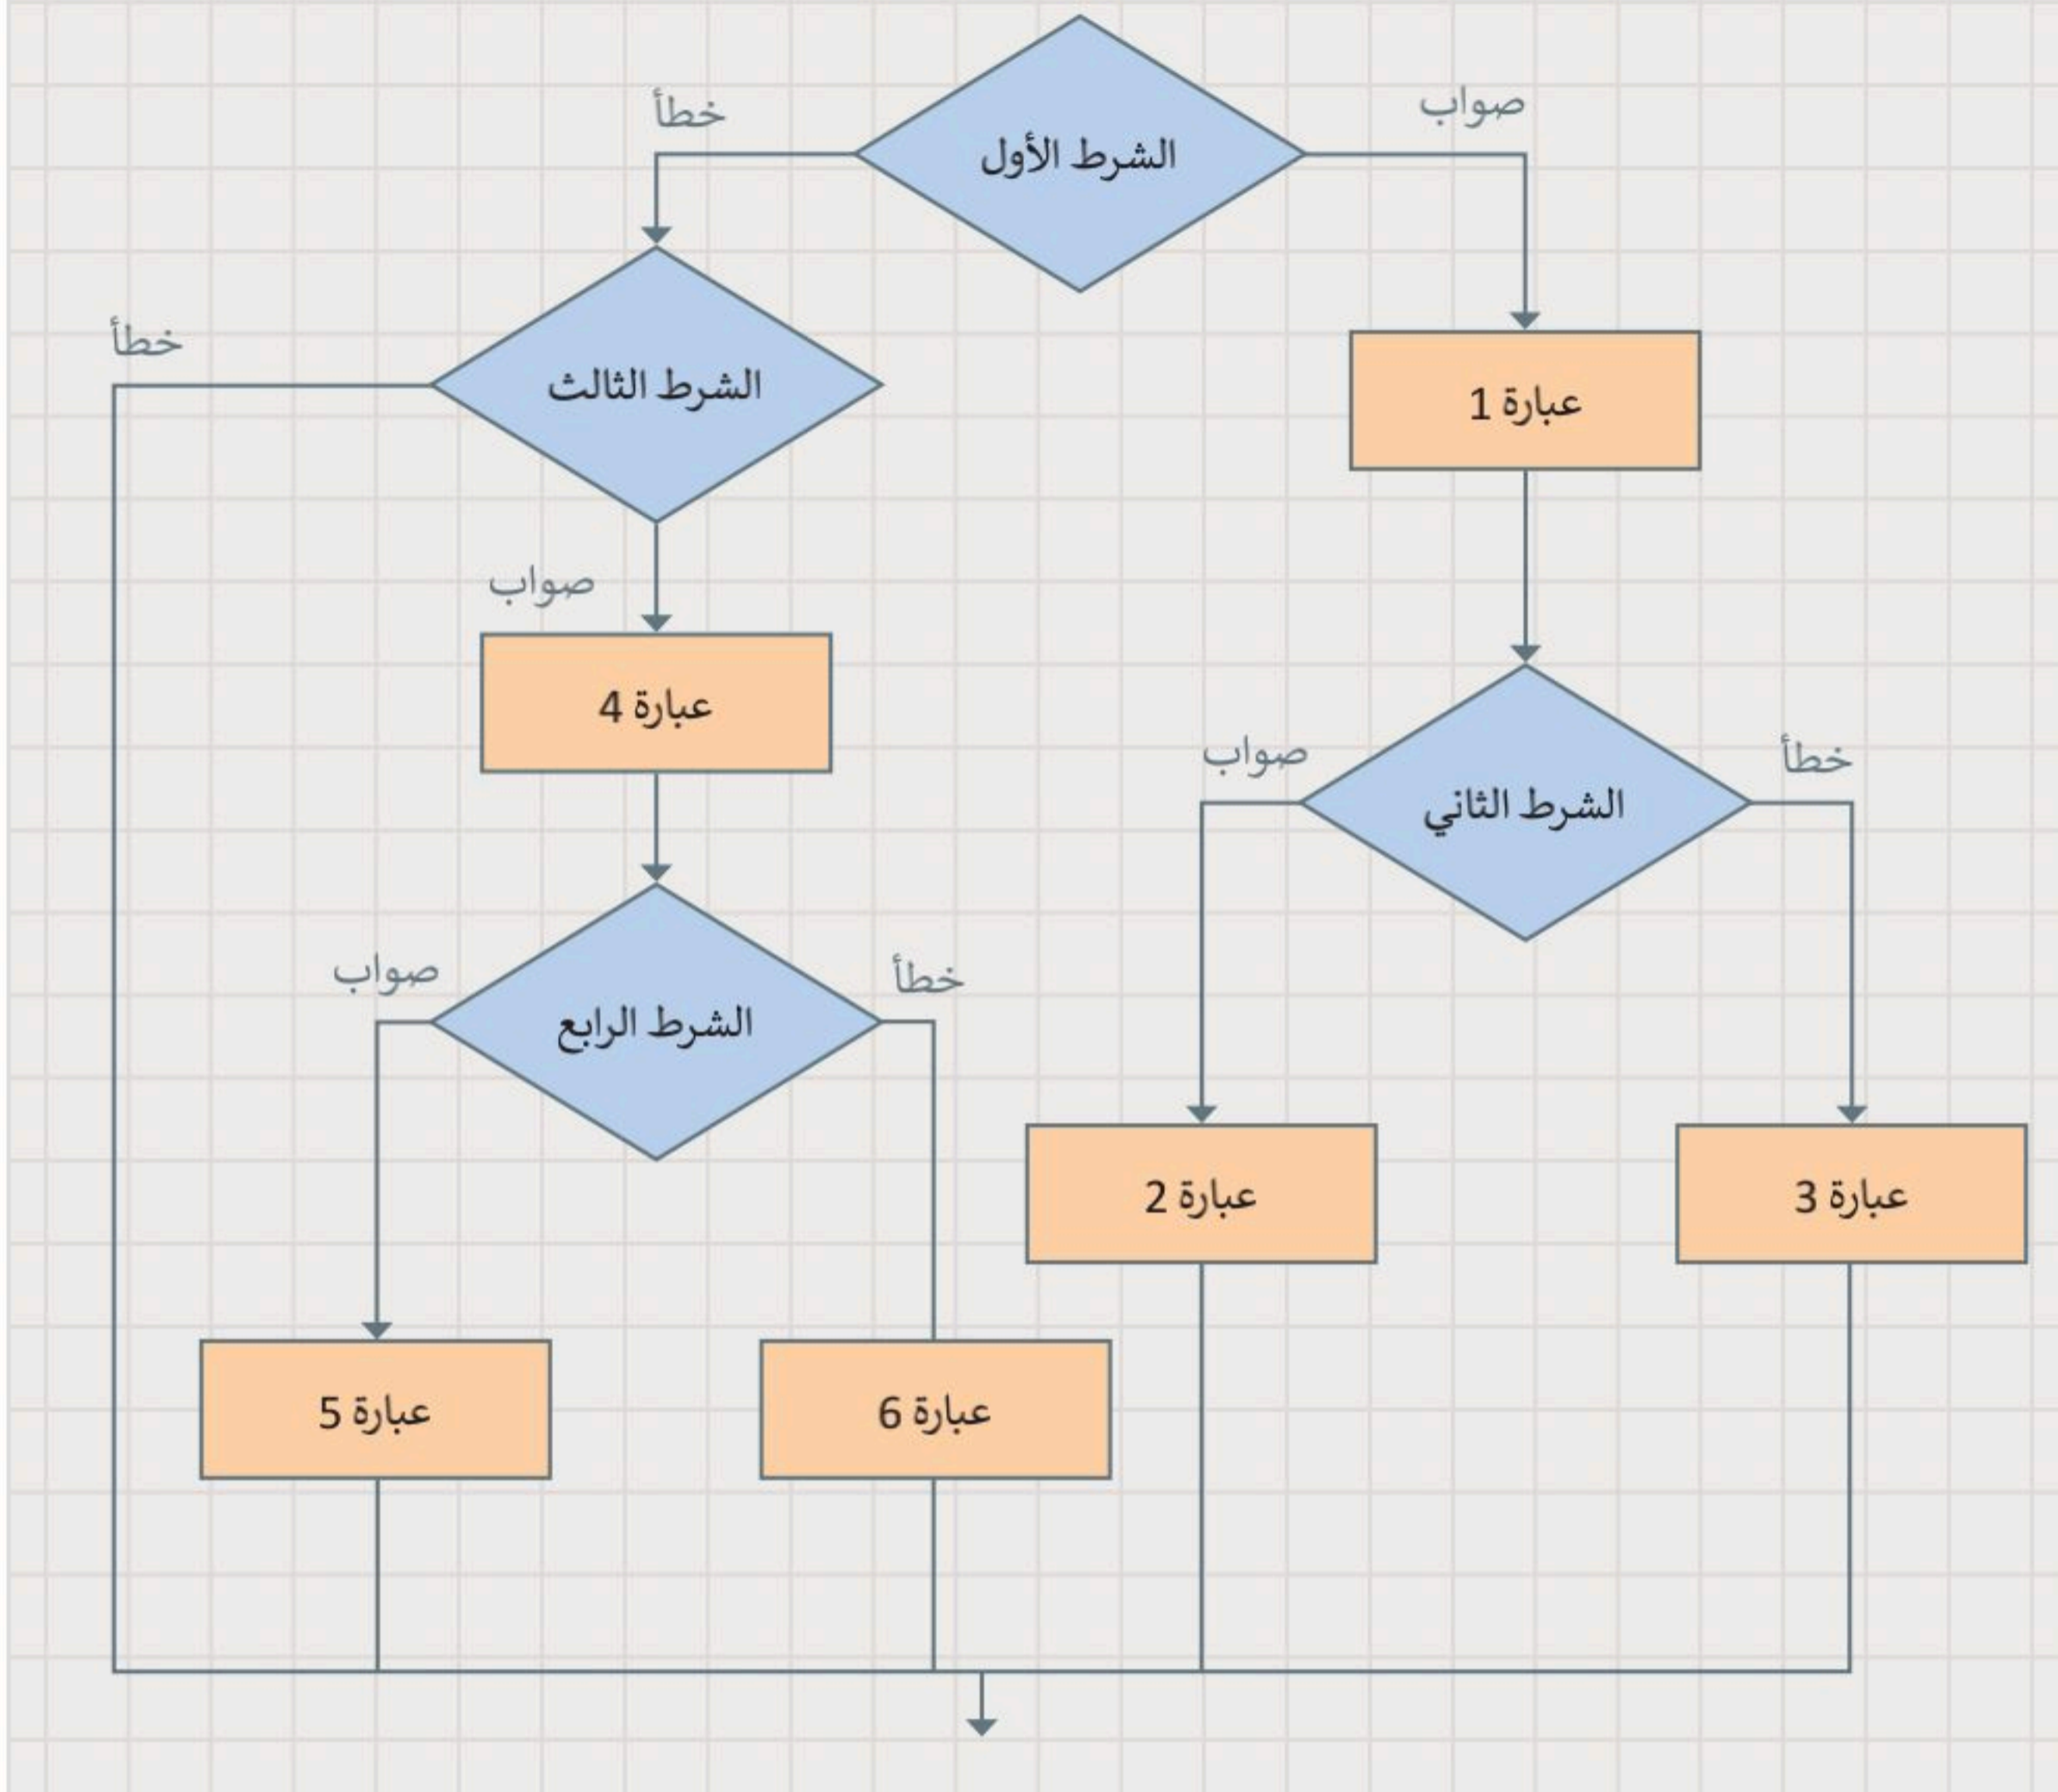 الشرط الأول
صواب
خطأ
عبارة 1
الشرط الثاني
خطأ
صواب
عبارة 3
عبارة 2
الشرط الثالث
خطأ
صواب
عبارة 4
الشرط الرابع
خطأ
صواب
عبارة 6
عبارة 5